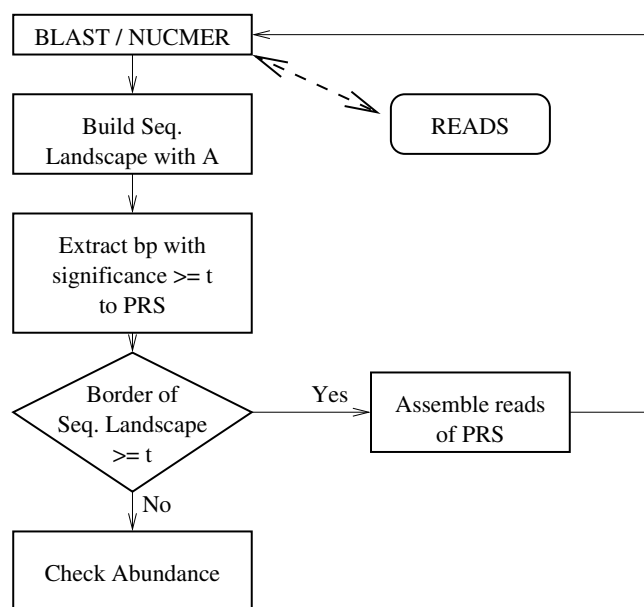 BLAST / NUCMER
READS
Build Seq.
Landscape with A
Extract bp with
significance >= t
to PRS
Border of
Seq. Landscape
>= t
Yes
Assemble reads
of PRS
No
Check Abundance